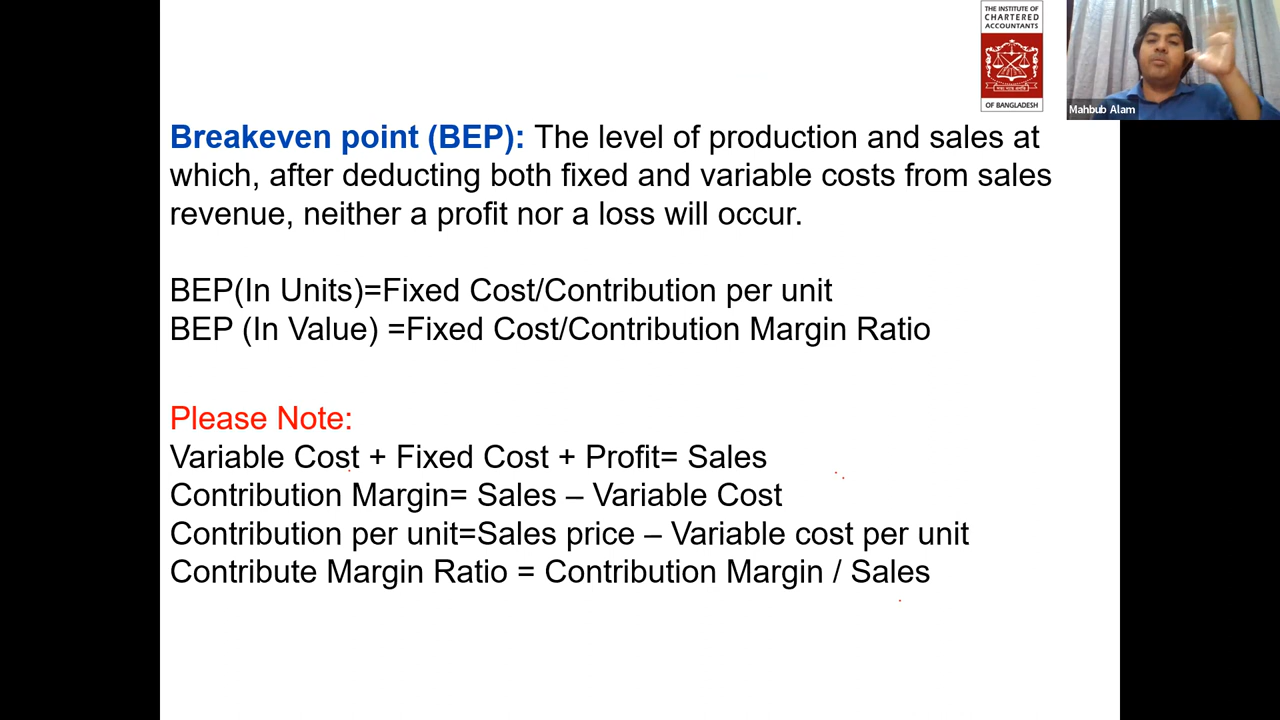 THE INSTITUTE OF
CHARTERED
ACCOUNTANTS
OF BANGLADESH
Mahbub Alam
Breakeven point (BEP): The level of production and sales at
which, after deducting both fixed and variable costs from sales
revenue, neither a profit nor a loss will occur.
BEP(In Units)=Fixed Cost/Contribution per unit
BEP (In Value) =Fixed Cost/Contribution Margin Ratio
Please Note:
Variable Cost + Fixed Cost + Profit= Sales
Contribution Margin= Sales – Variable Cost
Contribution per unit=Sales price – Variable cost per unit
Contribute Margin Ratio = Contribution Margin / Sales